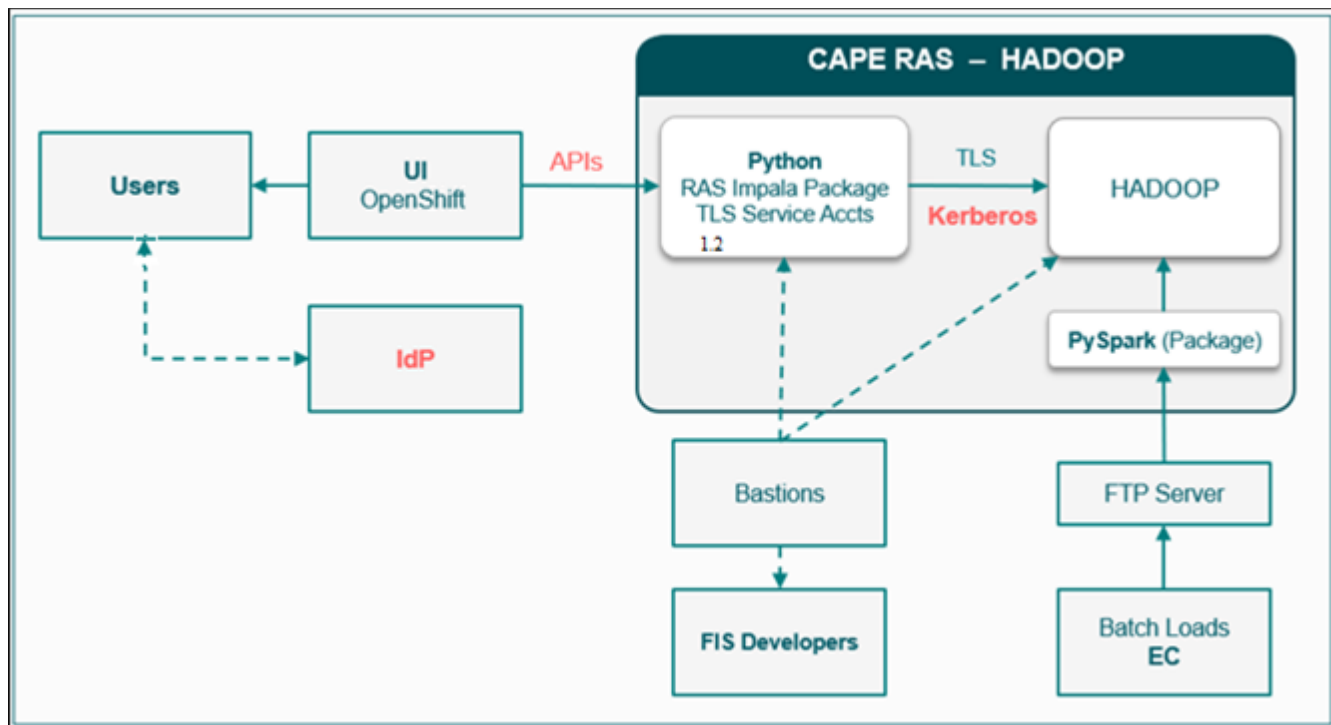 CAPE RAS – HADOOP
Users
UI
OpenShift
APIs
Python
RAS Impala Package
TLS Service Accts
1.2
TLS
Kerberos
HADOOP
IdP
PySpark (Package)
Bastions
FTP Server
FIS Developers
Batch Loads
EC